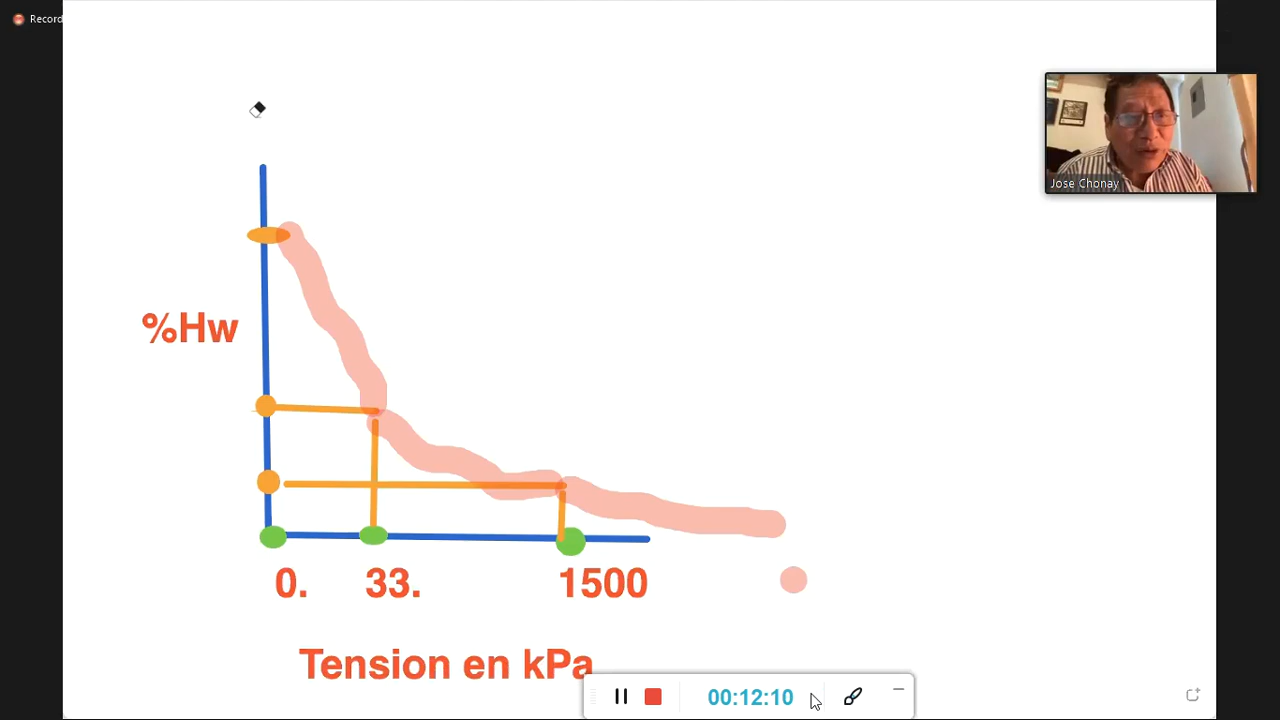 Record
Jose Chonay
%Hw
0. 33. 1500
Tension en kPa
00:12:10